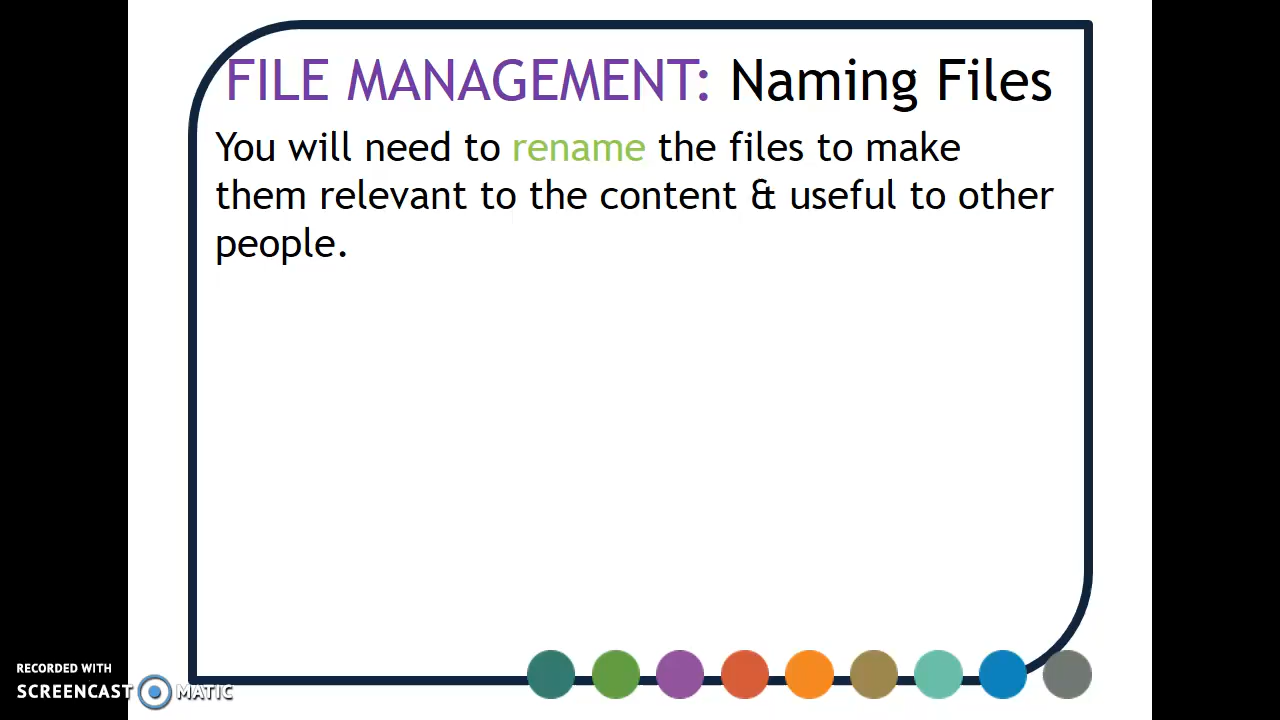 FILE MANAGEMENT: Naming Files
You will need to rename the files to make
them relevant to the content & useful to other
people.
RECORDED WITH
SCREENCAST MATIC